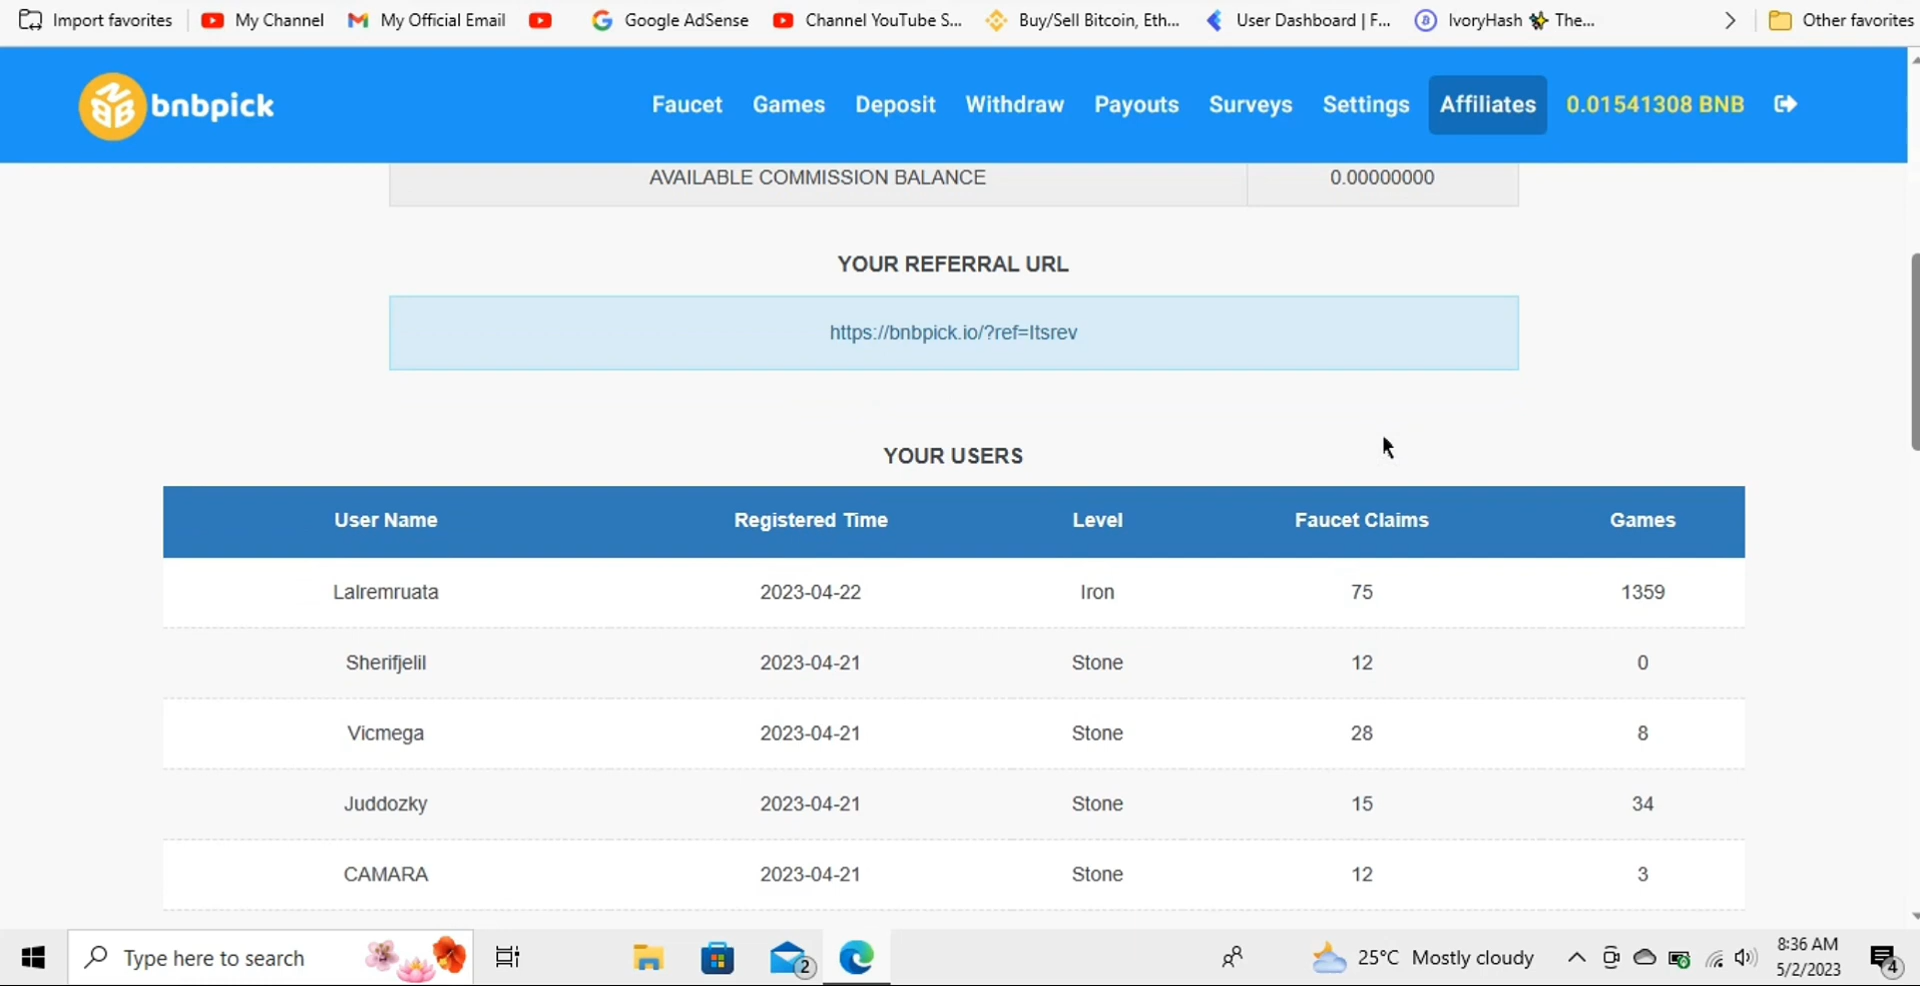 Import favorites My Channel My Official Email Google AdSense Channel YouTube S... Buy/Sell Bitcoin, Eth... User Dashboard | F... IvoryHash The... Other favorites
bnbpick Faucet Games Deposit Withdraw Payouts Surveys Settings Affiliates 0.01541308 BNB
AVAILABLE COMMISSION BALANCE 0.00000000
YOUR REFERRAL URL
https://bnbpick.io/?ref=Itsrev
YOUR USERS
User Name Registered Time Level Faucet Claims Games
Lalremruata 2023-04-22 Iron 75 1359
Sherifjelil 2023-04-21 Stone 12 0
Vicmega 2023-04-21 Stone 28 8
Juddozky 2023-04-21 Stone 15 34
CAMARA 2023-04-21 Stone 12 3
Type here to search 2 25°C Mostly cloudy 8:36 AM
5/2/2023 4